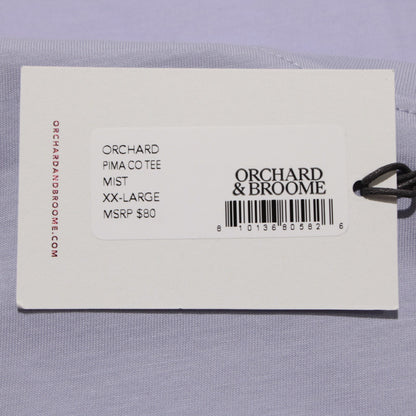 ORCHARDANDBROOME.COM
ORCHARD
PIMA CO TEE
MIST
XX-LARGE
MSRP $80
ORCHARD
& BROOME
8 10136 80582 6